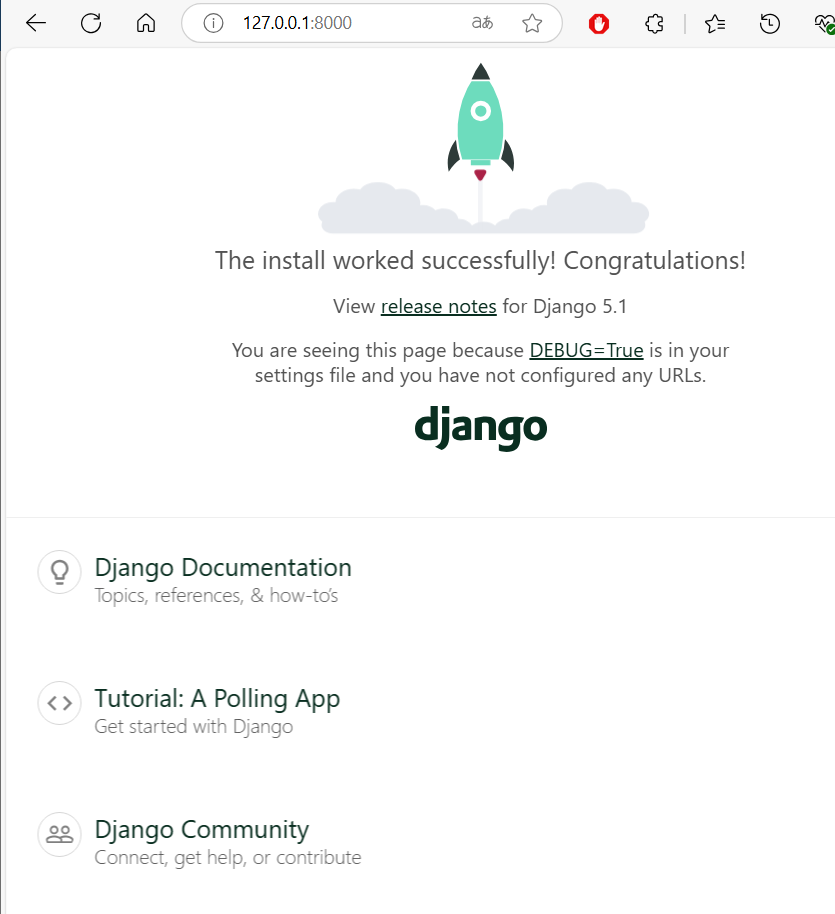 127.0.0.1:8000
aあ
The install worked successfully! Congratulations!
View release notes for Django 5.1
You are seeing this page because DEBUG=True is in your
settings file and you have not configured any URLs.
django
Django Documentation
Topics, references, & how-to’s
Tutorial: A Polling App
Get started with Django
Django Community
Connect, get help, or contribute